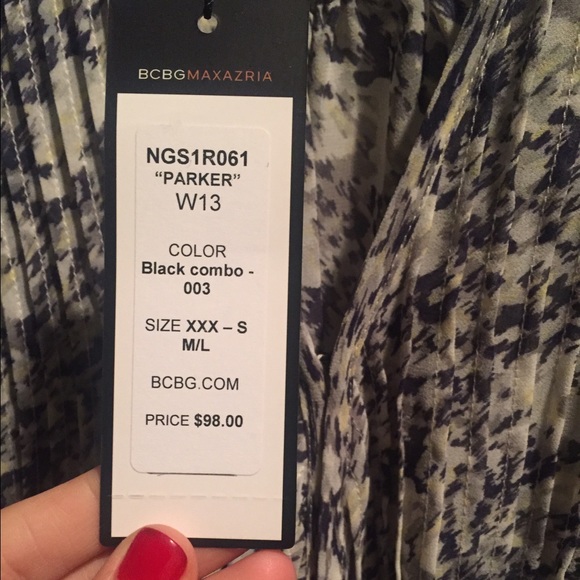 BCBGMAXAZRIA
NGS1R061
“PARKER”
W13
COLOR
Black combo -
003
SIZE XXX – S
M/L
BCBG.COM
PRICE $98.00